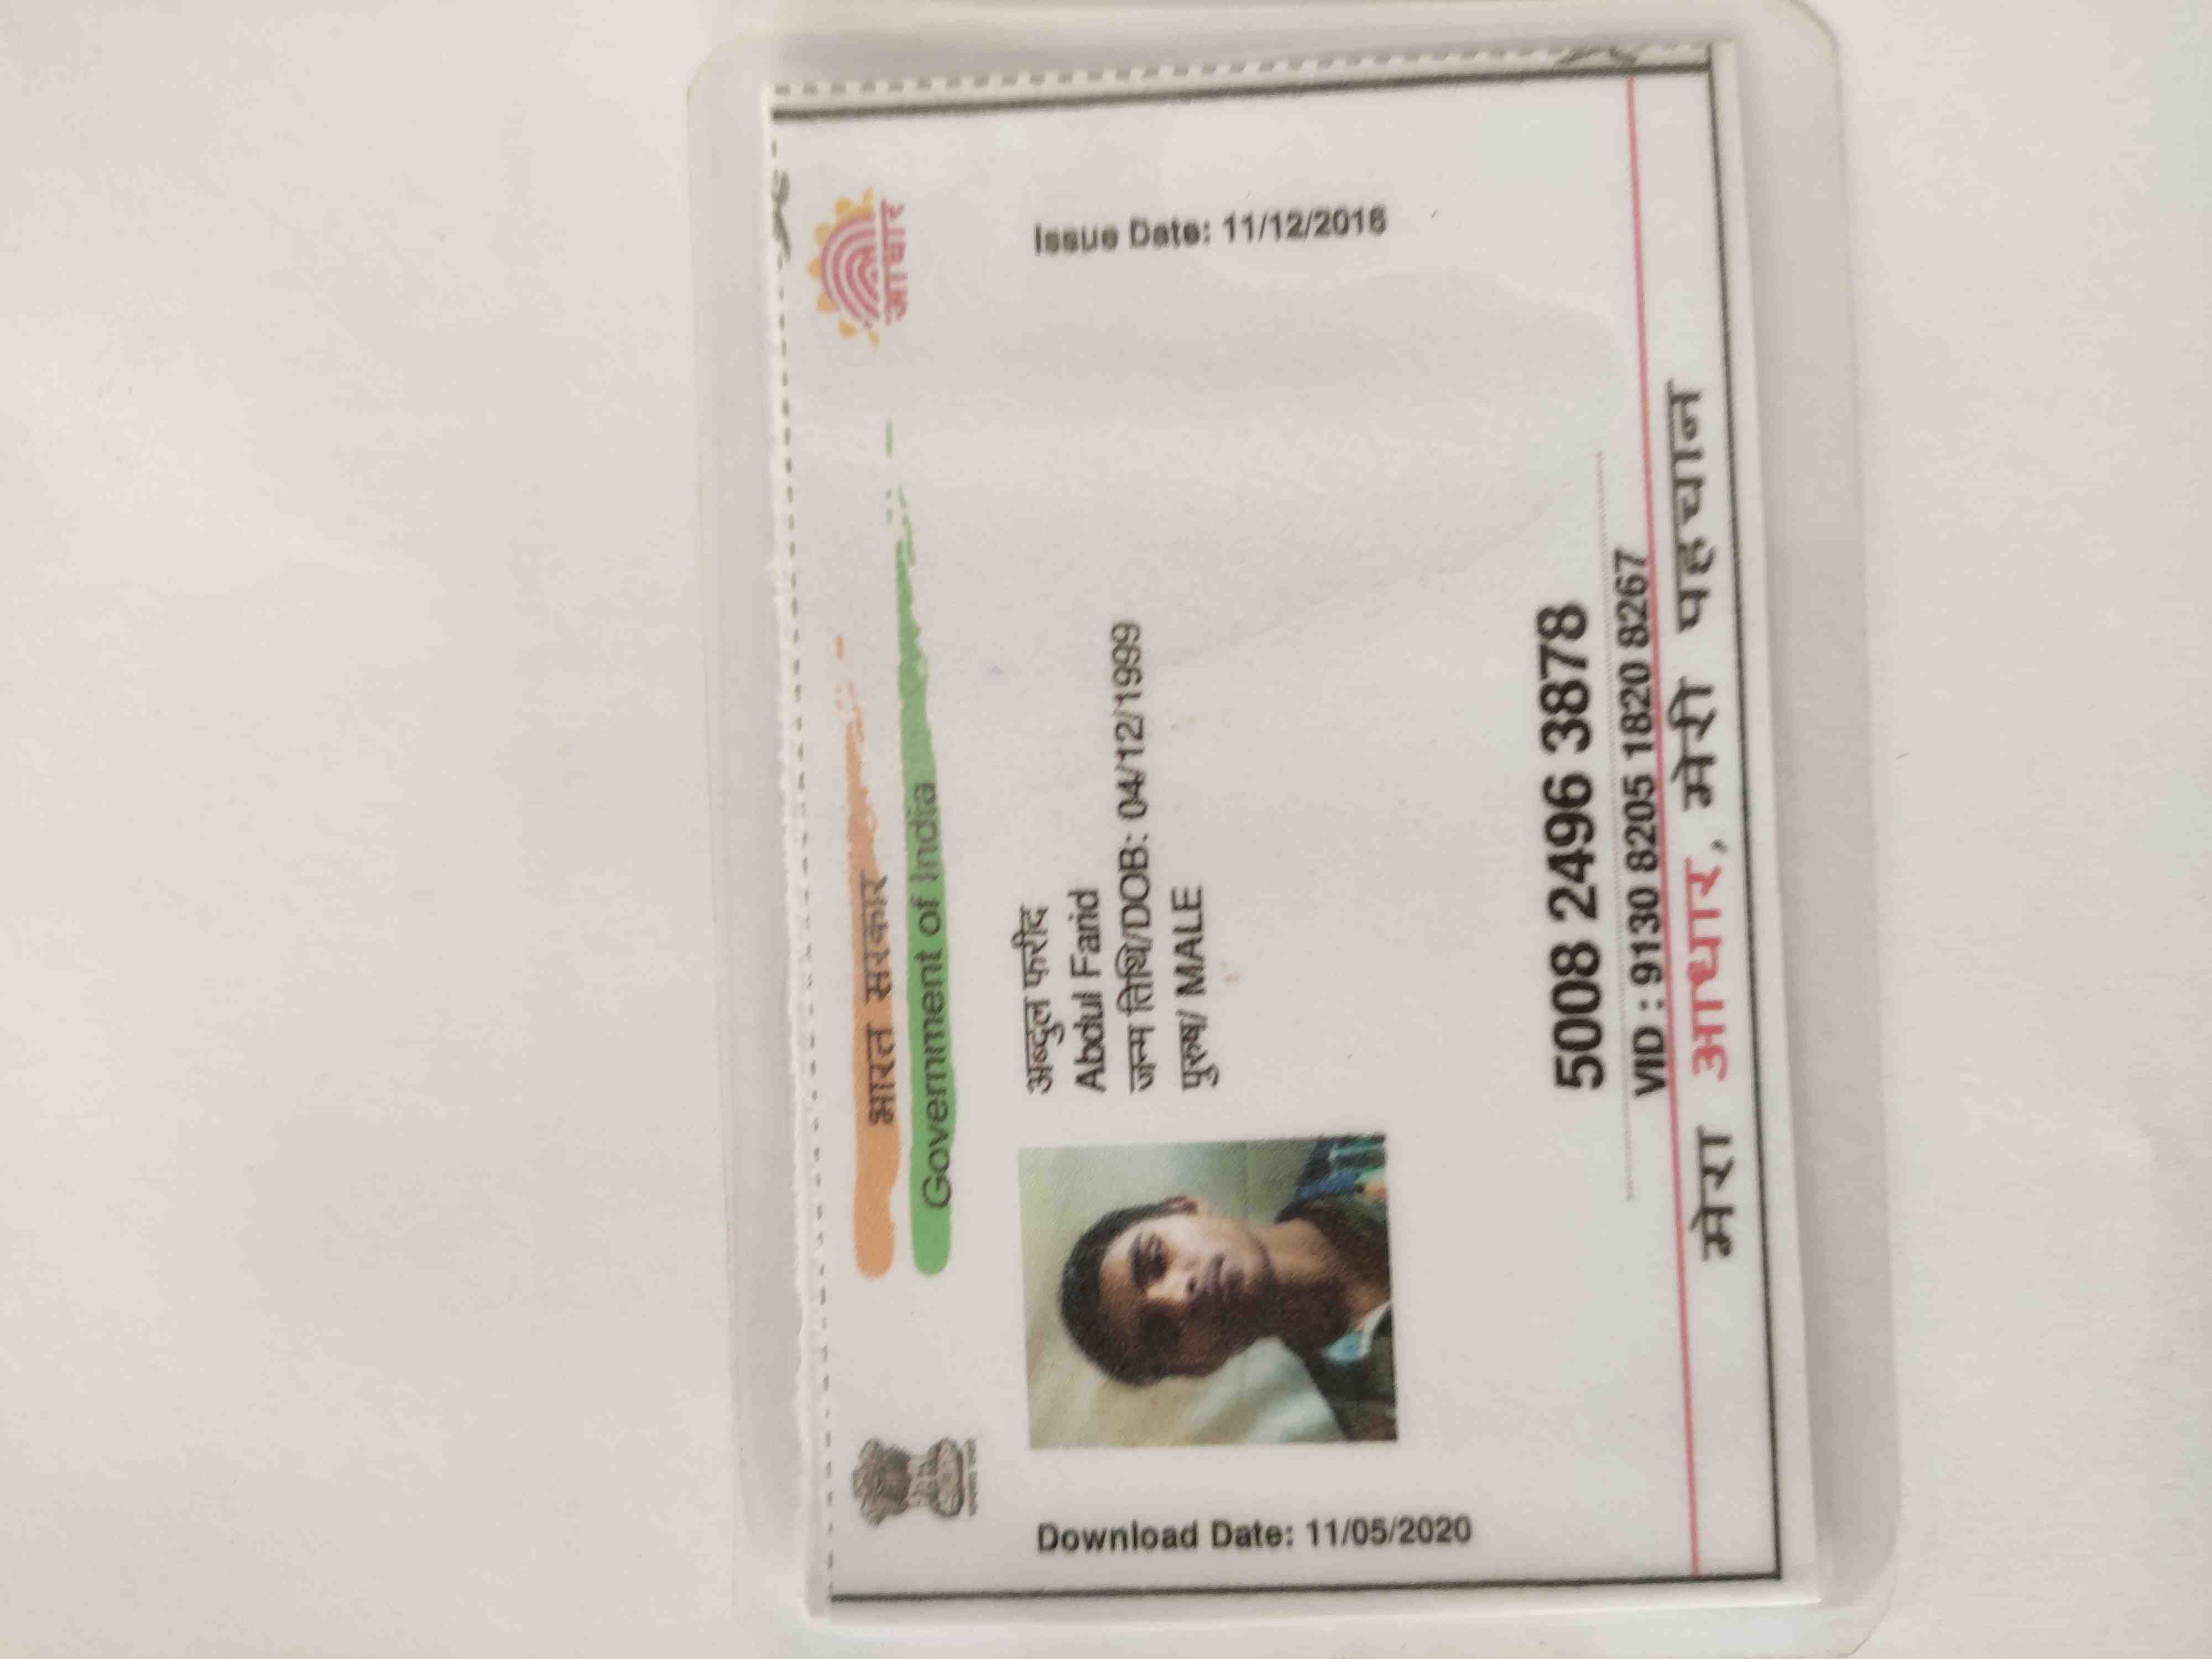 भारत सरकार
Government of India
आधार
Download Date: 11/05/2020
Issue Date: 11/12/2016
अब्दुल फरीद
Abdul Farid
जन्म तिथि/DOB: 04/12/1999
पुरुष/ MALE
5008 2496 3878
VID : 9130 8205 1820 8267
मेरा आधार, मेरी पहचान